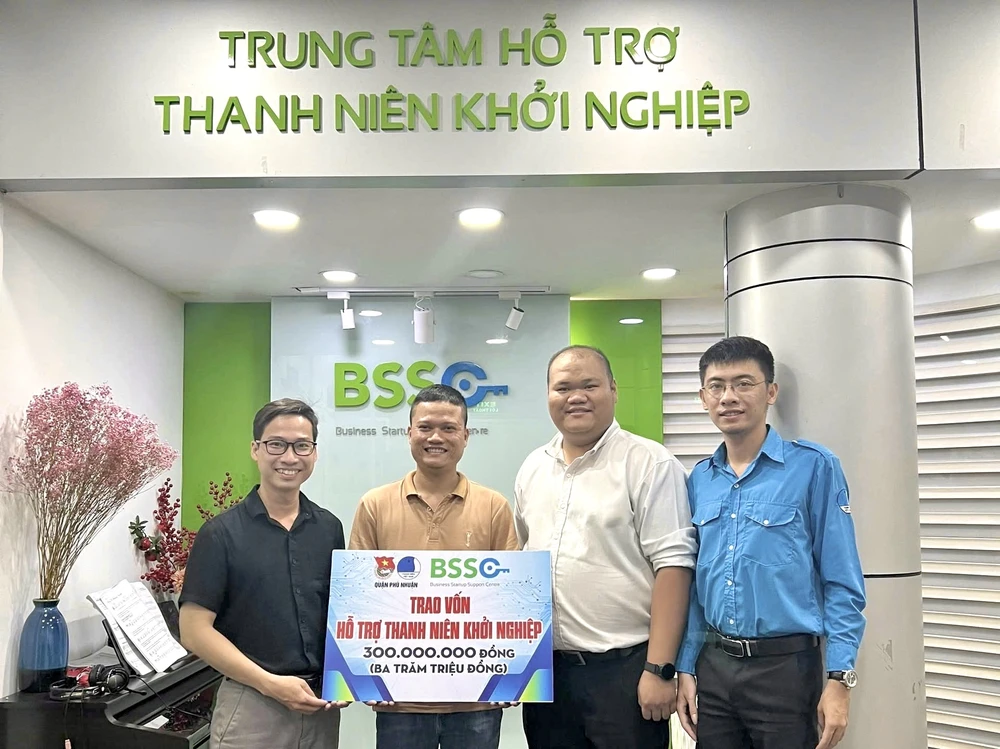 TRUNG TÂM HỖ TRỢ
THANH NIÊN KHỞI NGHIỆP
BSSC
Business Startu
QUẬN PHÚ NHUẬN
BSSC
Business Startup Support Centre
TRAO VỐN
HỖ TRỢ THANH NIÊN KHỞI NGHIỆP
300.000.000 ĐỒNG
(BA TRĂM TRIỆU ĐỒNG)